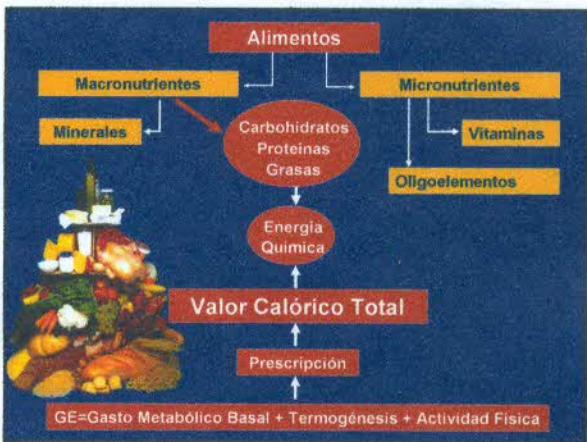 Alimentos
Macronutrientes
Micronutrientes
Minerales
Carbohidratos
Proteinas
Grasas
Vitaminas
Oligoelementos
Energía
Quimica
Valor Calórico Total
Prescripción
GE=Gasto Metabólico Basal + Termogénesis + Actividad Física